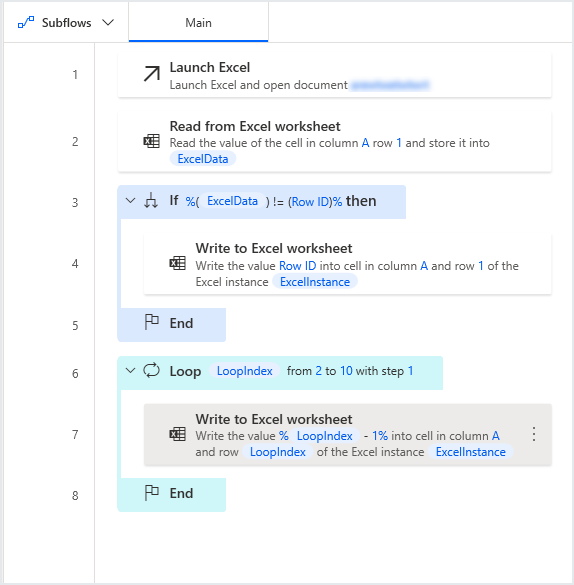 Subflows
Main
1
Launch Excel
Launch Excel and open document
2
Read from Excel worksheet
Read the value of the cell in column A row 1 and store it into
ExcelData
3
If %( ExcelData ) != (Row ID)% then
4
Write to Excel worksheet
Write the value Row ID into cell in column A and row 1 of the
Excel instance ExcelInstance
5
End
6
Loop LoopIndex from 2 to 10 with step 1
7
Write to Excel worksheet
Write the value % LoopIndex - 1% into cell in column A
and row LoopIndex of the Excel instance ExcelInstance
8
End